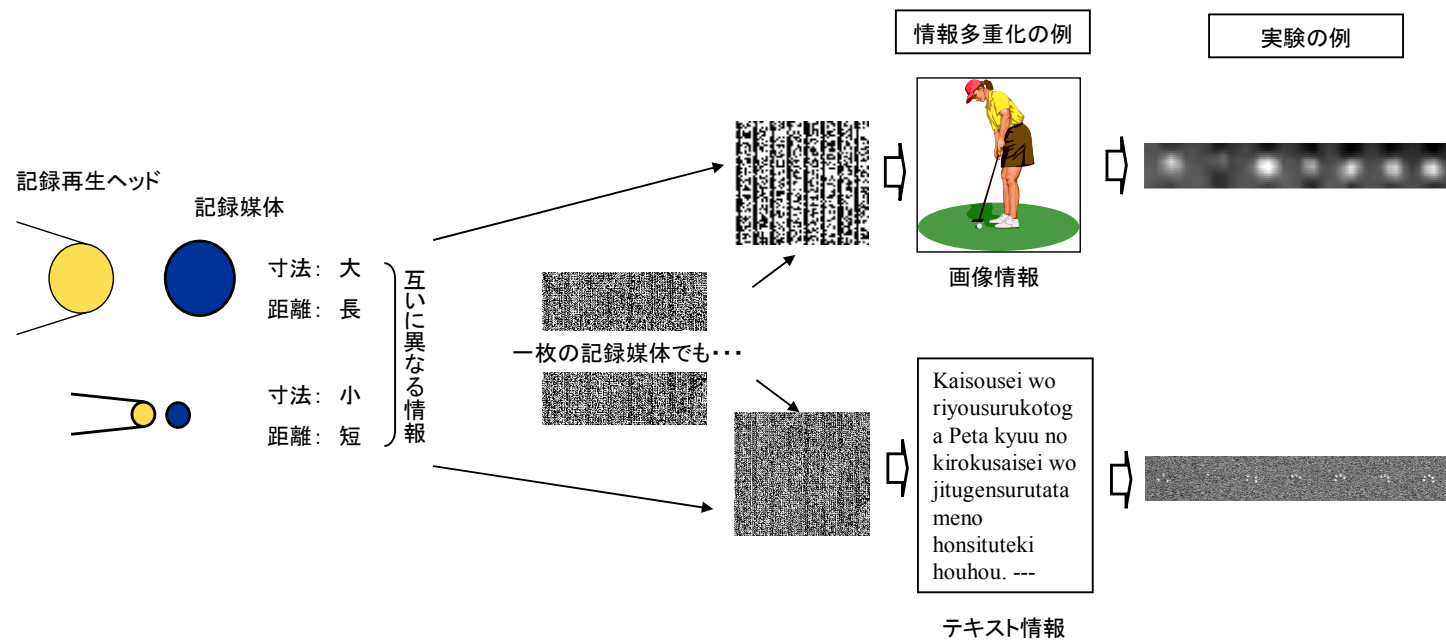 情報多重化の例
実験の例
記録再生ヘッド
記録媒体
寸法： 大
距離： 長
寸法： 小
距離： 短
互いに異なる情報
一枚の記録媒体でも・・・
画像情報
Kaisousei wo
riyousurukotog
a Peta kyuu no
kirokusaisei wo
jitugensurutata
meno
honsituteki
houhou. ---
テキスト情報